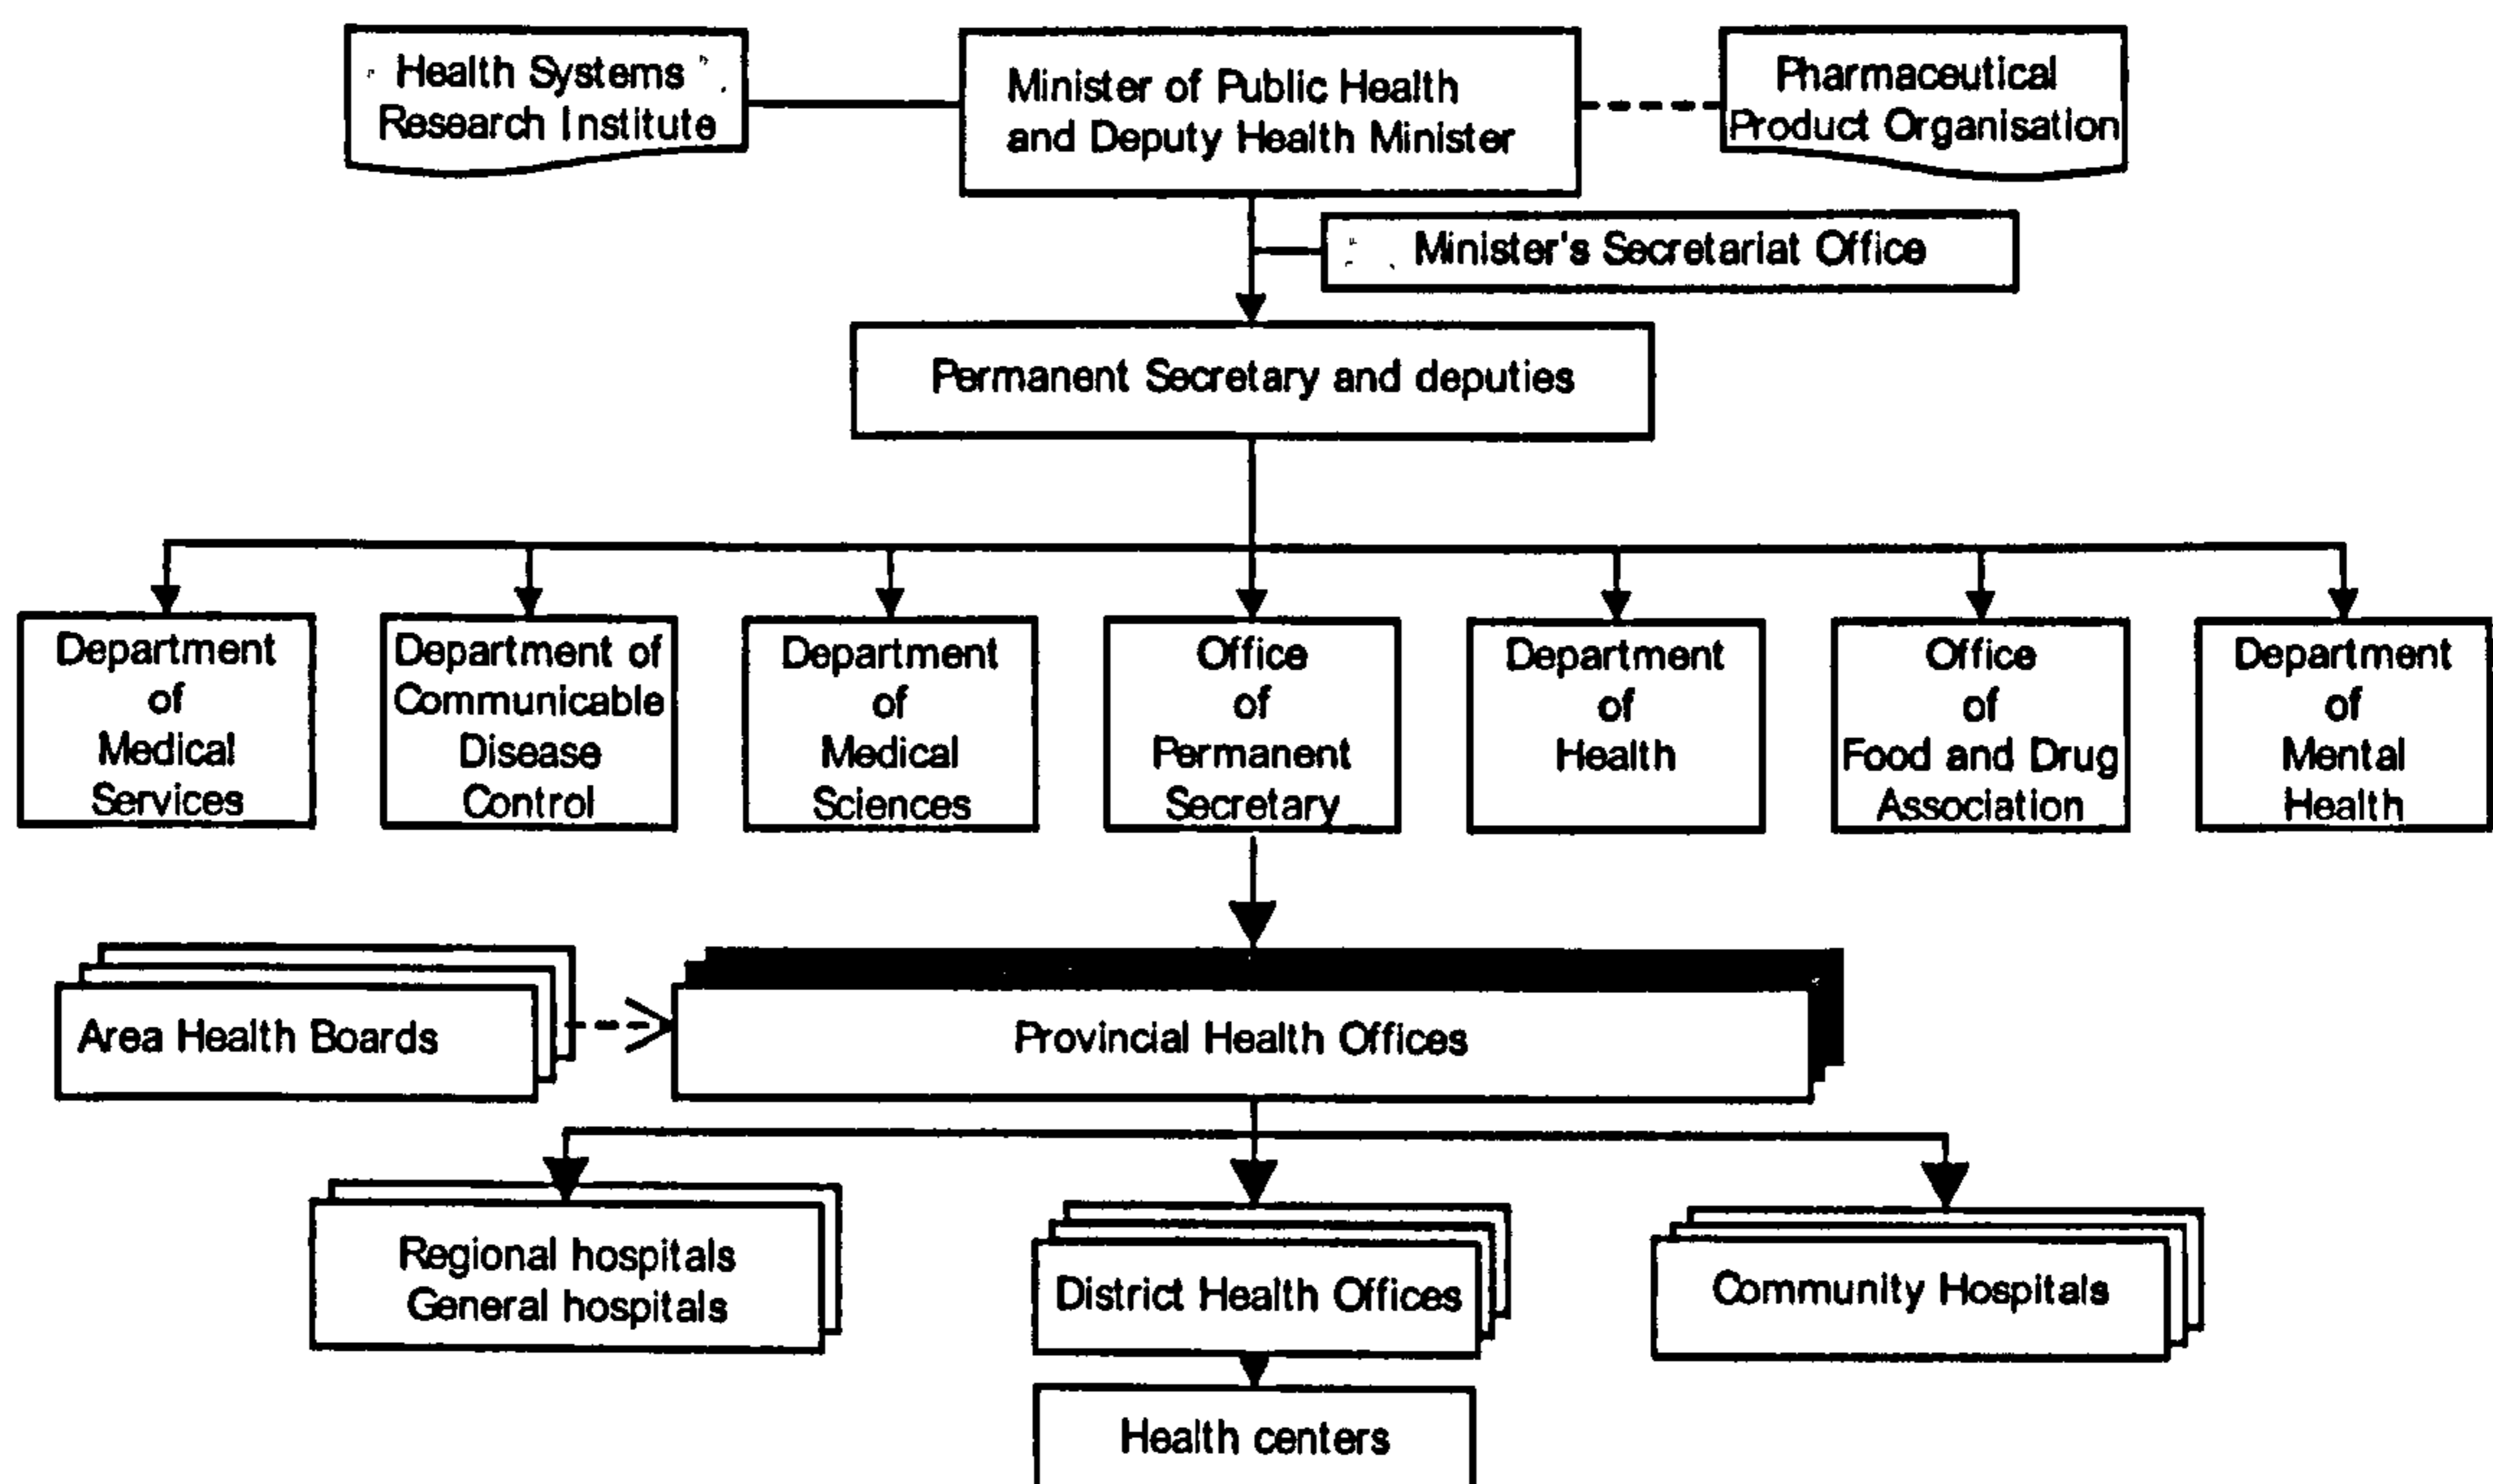 Health Systems
Research Institute
Minister of Public Health
and Deputy Health Minister
Pharmaceutical
Product Organisation
Minister's Secretariat Office
Permanent Secretary and deputies
Department
of
Medical
Services
Department of
Communicable
Disease
Control
Department
of
Medical
Sciences
Office
of
Permanent
Secretary
Department
of
Health
Office
of
Food and Drug
Association
Department
of
Mental
Health
Area Health Boards
Provincial Health Offices
Regional hospitals
General hospitals
District Health Offices
Community Hospitals
Health centers